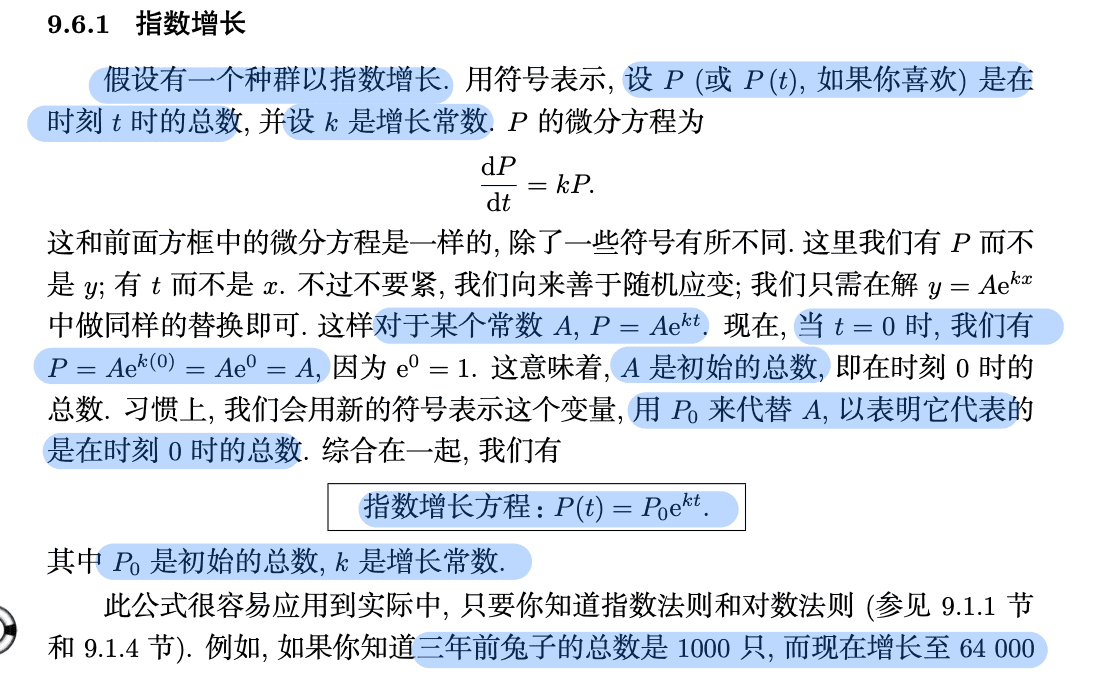 9.6.1 指数增长
假设有一个种群以指数增长. 用符号表示, 设 P (或 P(t), 如果你喜欢) 是在
时刻 t 时的总数, 并设 k 是增长常数. P 的微分方程为
dP/dt = kP.
这和前面方框中的微分方程是一样的, 除了一些符号有所不同. 这里我们有 P 而不
是 y; 有 t 而不是 x. 不过不要紧, 我们向来善于随机应变; 我们只需在解 y = Ae^{kx}
中做同样的替换即可. 这样对于某个常数 A, P = Ae^{kt}. 现在, 当 t = 0 时, 我们有
P = Ae^{k(0)} = Ae^0 = A, 因为 e^0 = 1. 这意味着, A 是初始的总数, 即在时刻 0 时的
总数. 习惯上, 我们会用新的符号表示这个变量, 用 P_0 来代替 A, 以表明它代表的
是在时刻 0 时的总数. 综合在一起, 我们有
指数增长方程: P(t) = P_0e^{kt}.
其中 P_0 是初始的总数, k 是增长常数.
此公式很容易应用到实际中, 只要你知道指数法则和对数法则 (参见 9.1.1 节
和 9.1.4 节). 例如, 如果你知道三年前兔子的总数是 1000 只, 而现在增长至 64 000